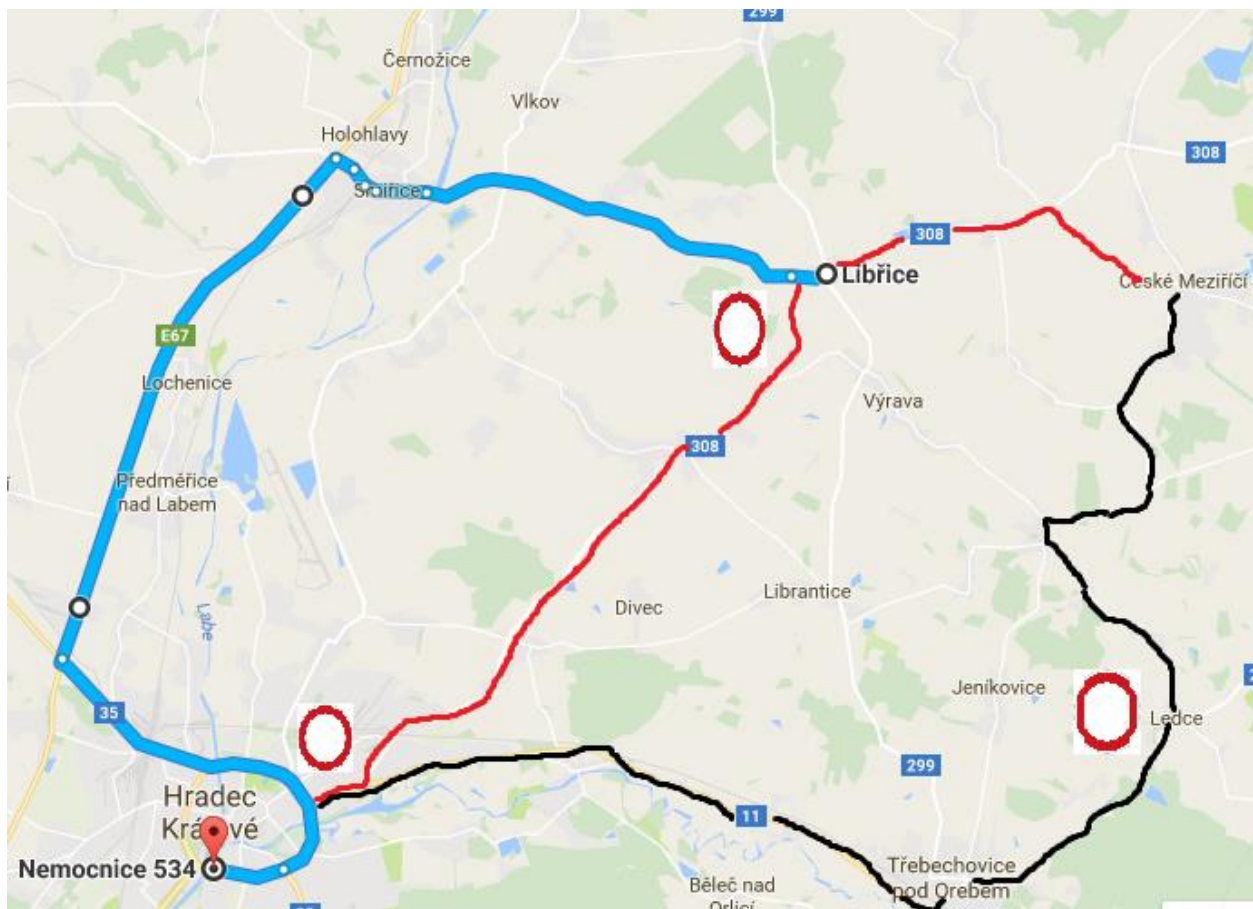 299
Černožice
Vlkov
Holohlavy
308
Smiřice
308
Libřice
České Meziříčí
E67
Lochenice
Výrava
308
Předměřice
nad Labem
Librantice
Divec
Labe
Jeníkovice
Ledce
35
299
Hradec
Králové
11
Nemocnice 534
Třebechovice
pod Orebem
Běleč nad
Orlicí